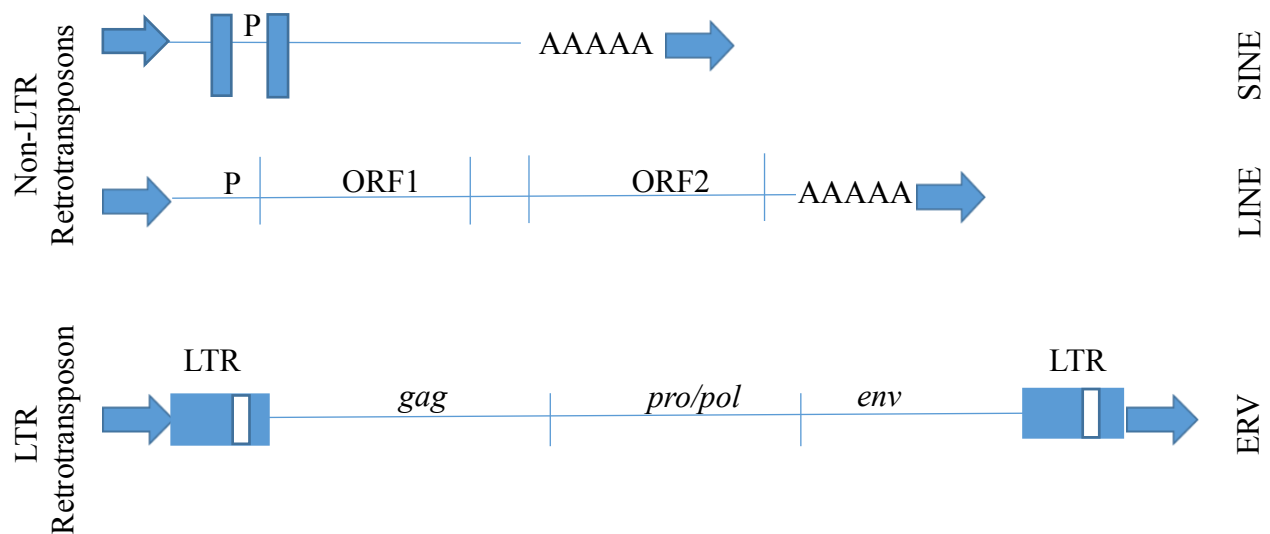 Non-LTR
Retrotransposons
P
AAAAA
SINE
P
ORF1
ORF2
AAAAA
LINE
LTR
Retrotransposon
LTR
gag
pro/pol
env
LTR
ERV